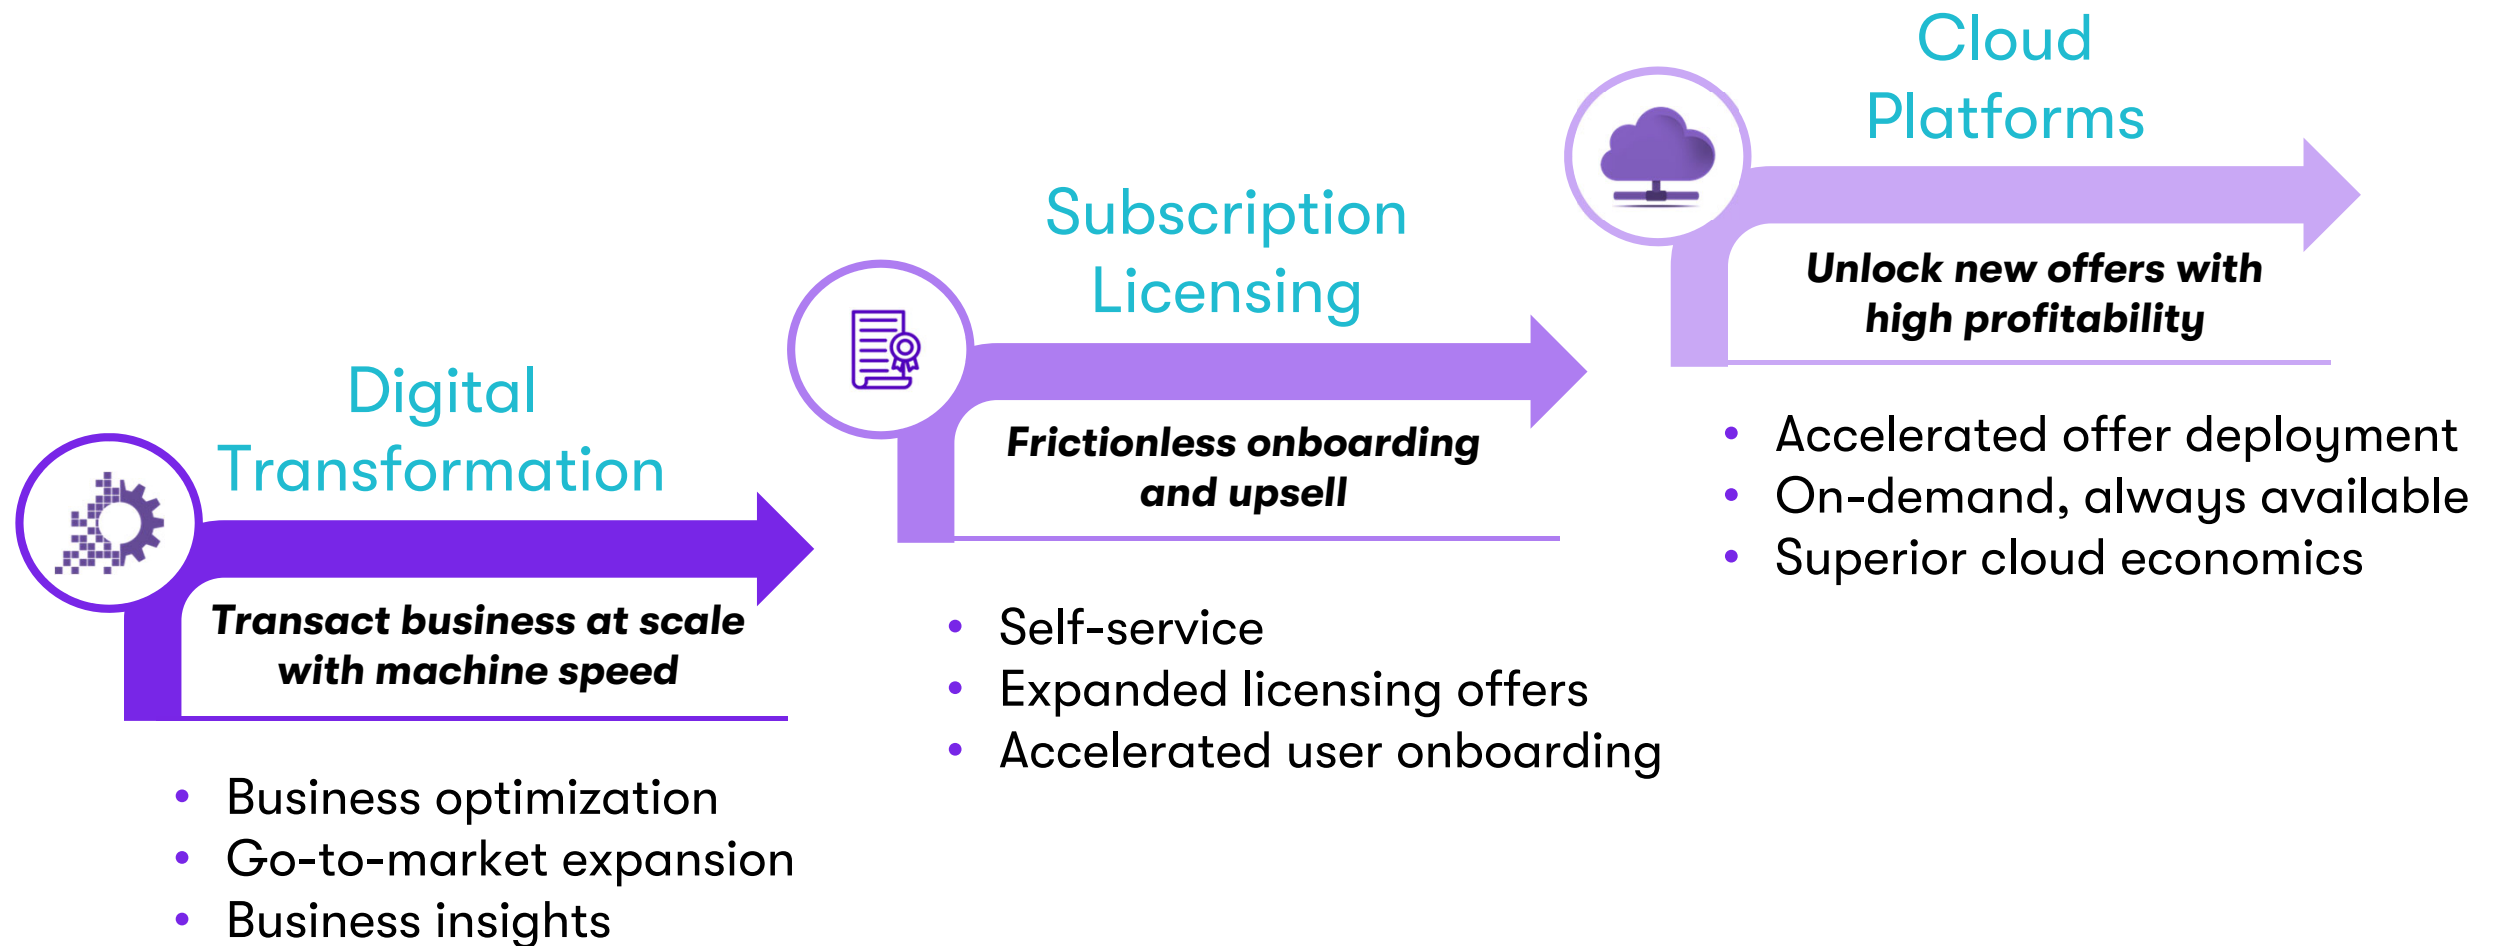 Digital
Transformation
Transact business at scale
with machine speed
• Business optimization
• Go-to-market expansion
• Business insights
Subscription
Licensing
Frictionless onboarding
and upsell
• Self-service
• Expanded licensing offers
• Accelerated user onboarding
Cloud
Platforms
Unlock new offers with
high profitability
• Accelerated offer deployment
• On-demand, always available
• Superior cloud economics